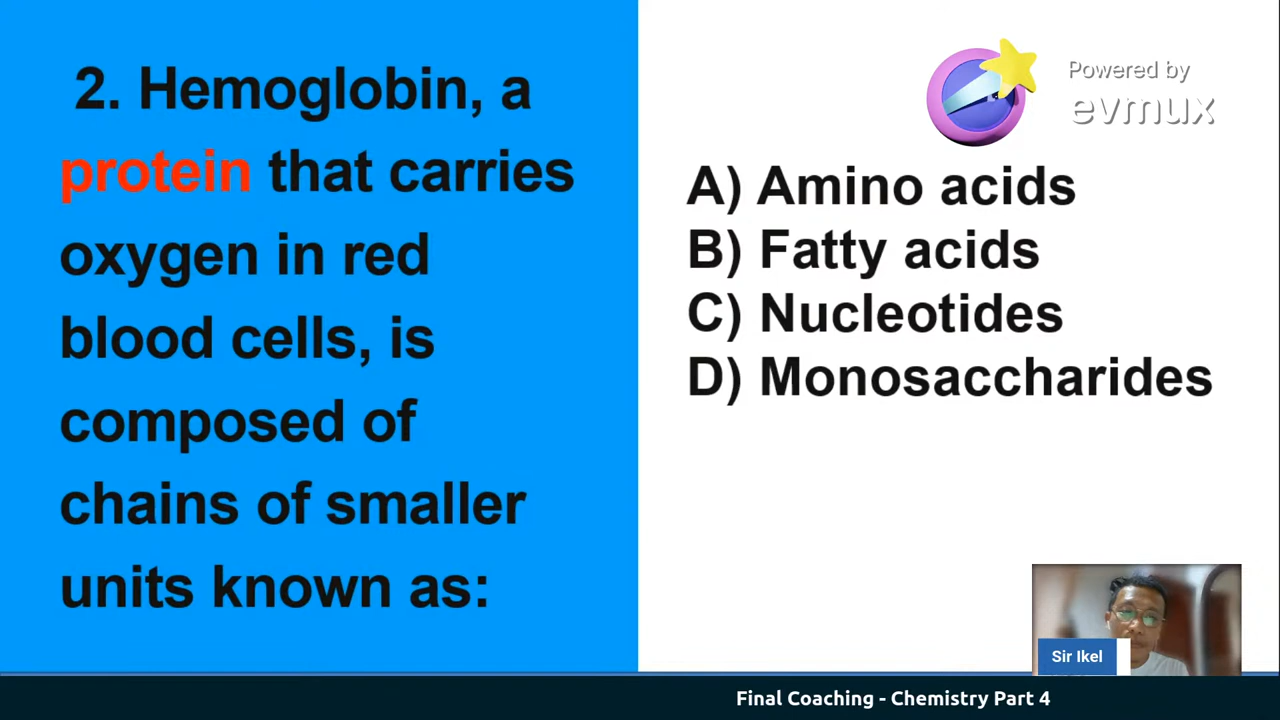 2. Hemoglobin, a
protein that carries
oxygen in red
blood cells, is
composed of
chains of smaller
units known as:
Powered by
evmux
A) Amino acids
B) Fatty acids
C) Nucleotides
D) Monosaccharides
Sir Ikel
Final Coaching - Chemistry Part 4